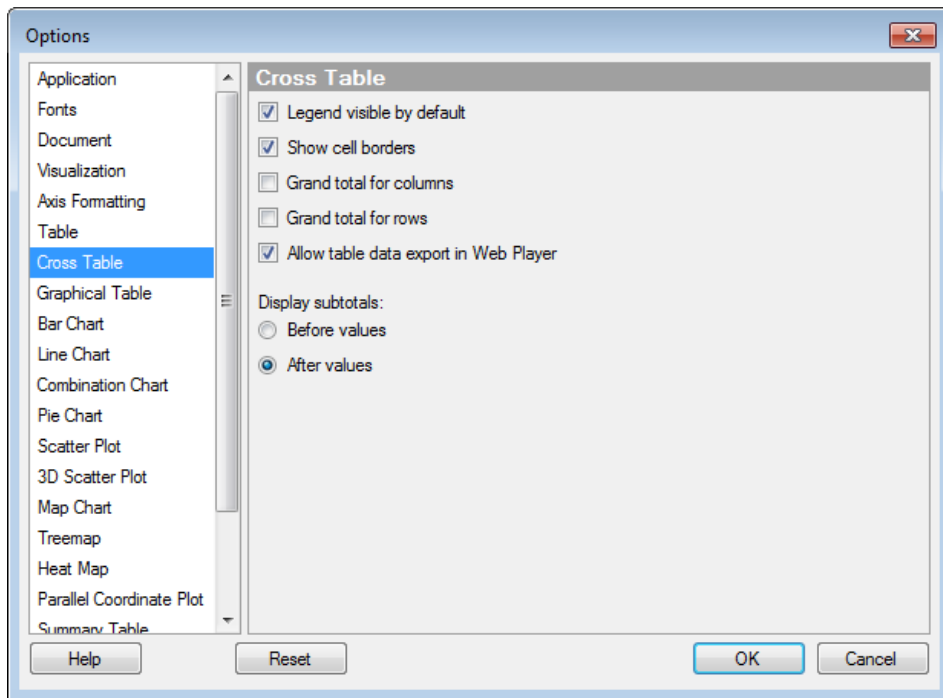 Options
Application
Fonts
Document
Visualization
Axis Formatting
Table
Cross Table
Graphical Table
Bar Chart
Line Chart
Combination Chart
Pie Chart
Scatter Plot
3D Scatter Plot
Map Chart
Treemap
Heat Map
Parallel Coordinate Plot
Summary Table
Cross Table
Legend visible by default
Show cell borders
Grand total for columns
Grand total for rows
Allow table data export in Web Player
Display subtotals:
Before values
After values
Help
Reset
OK
Cancel